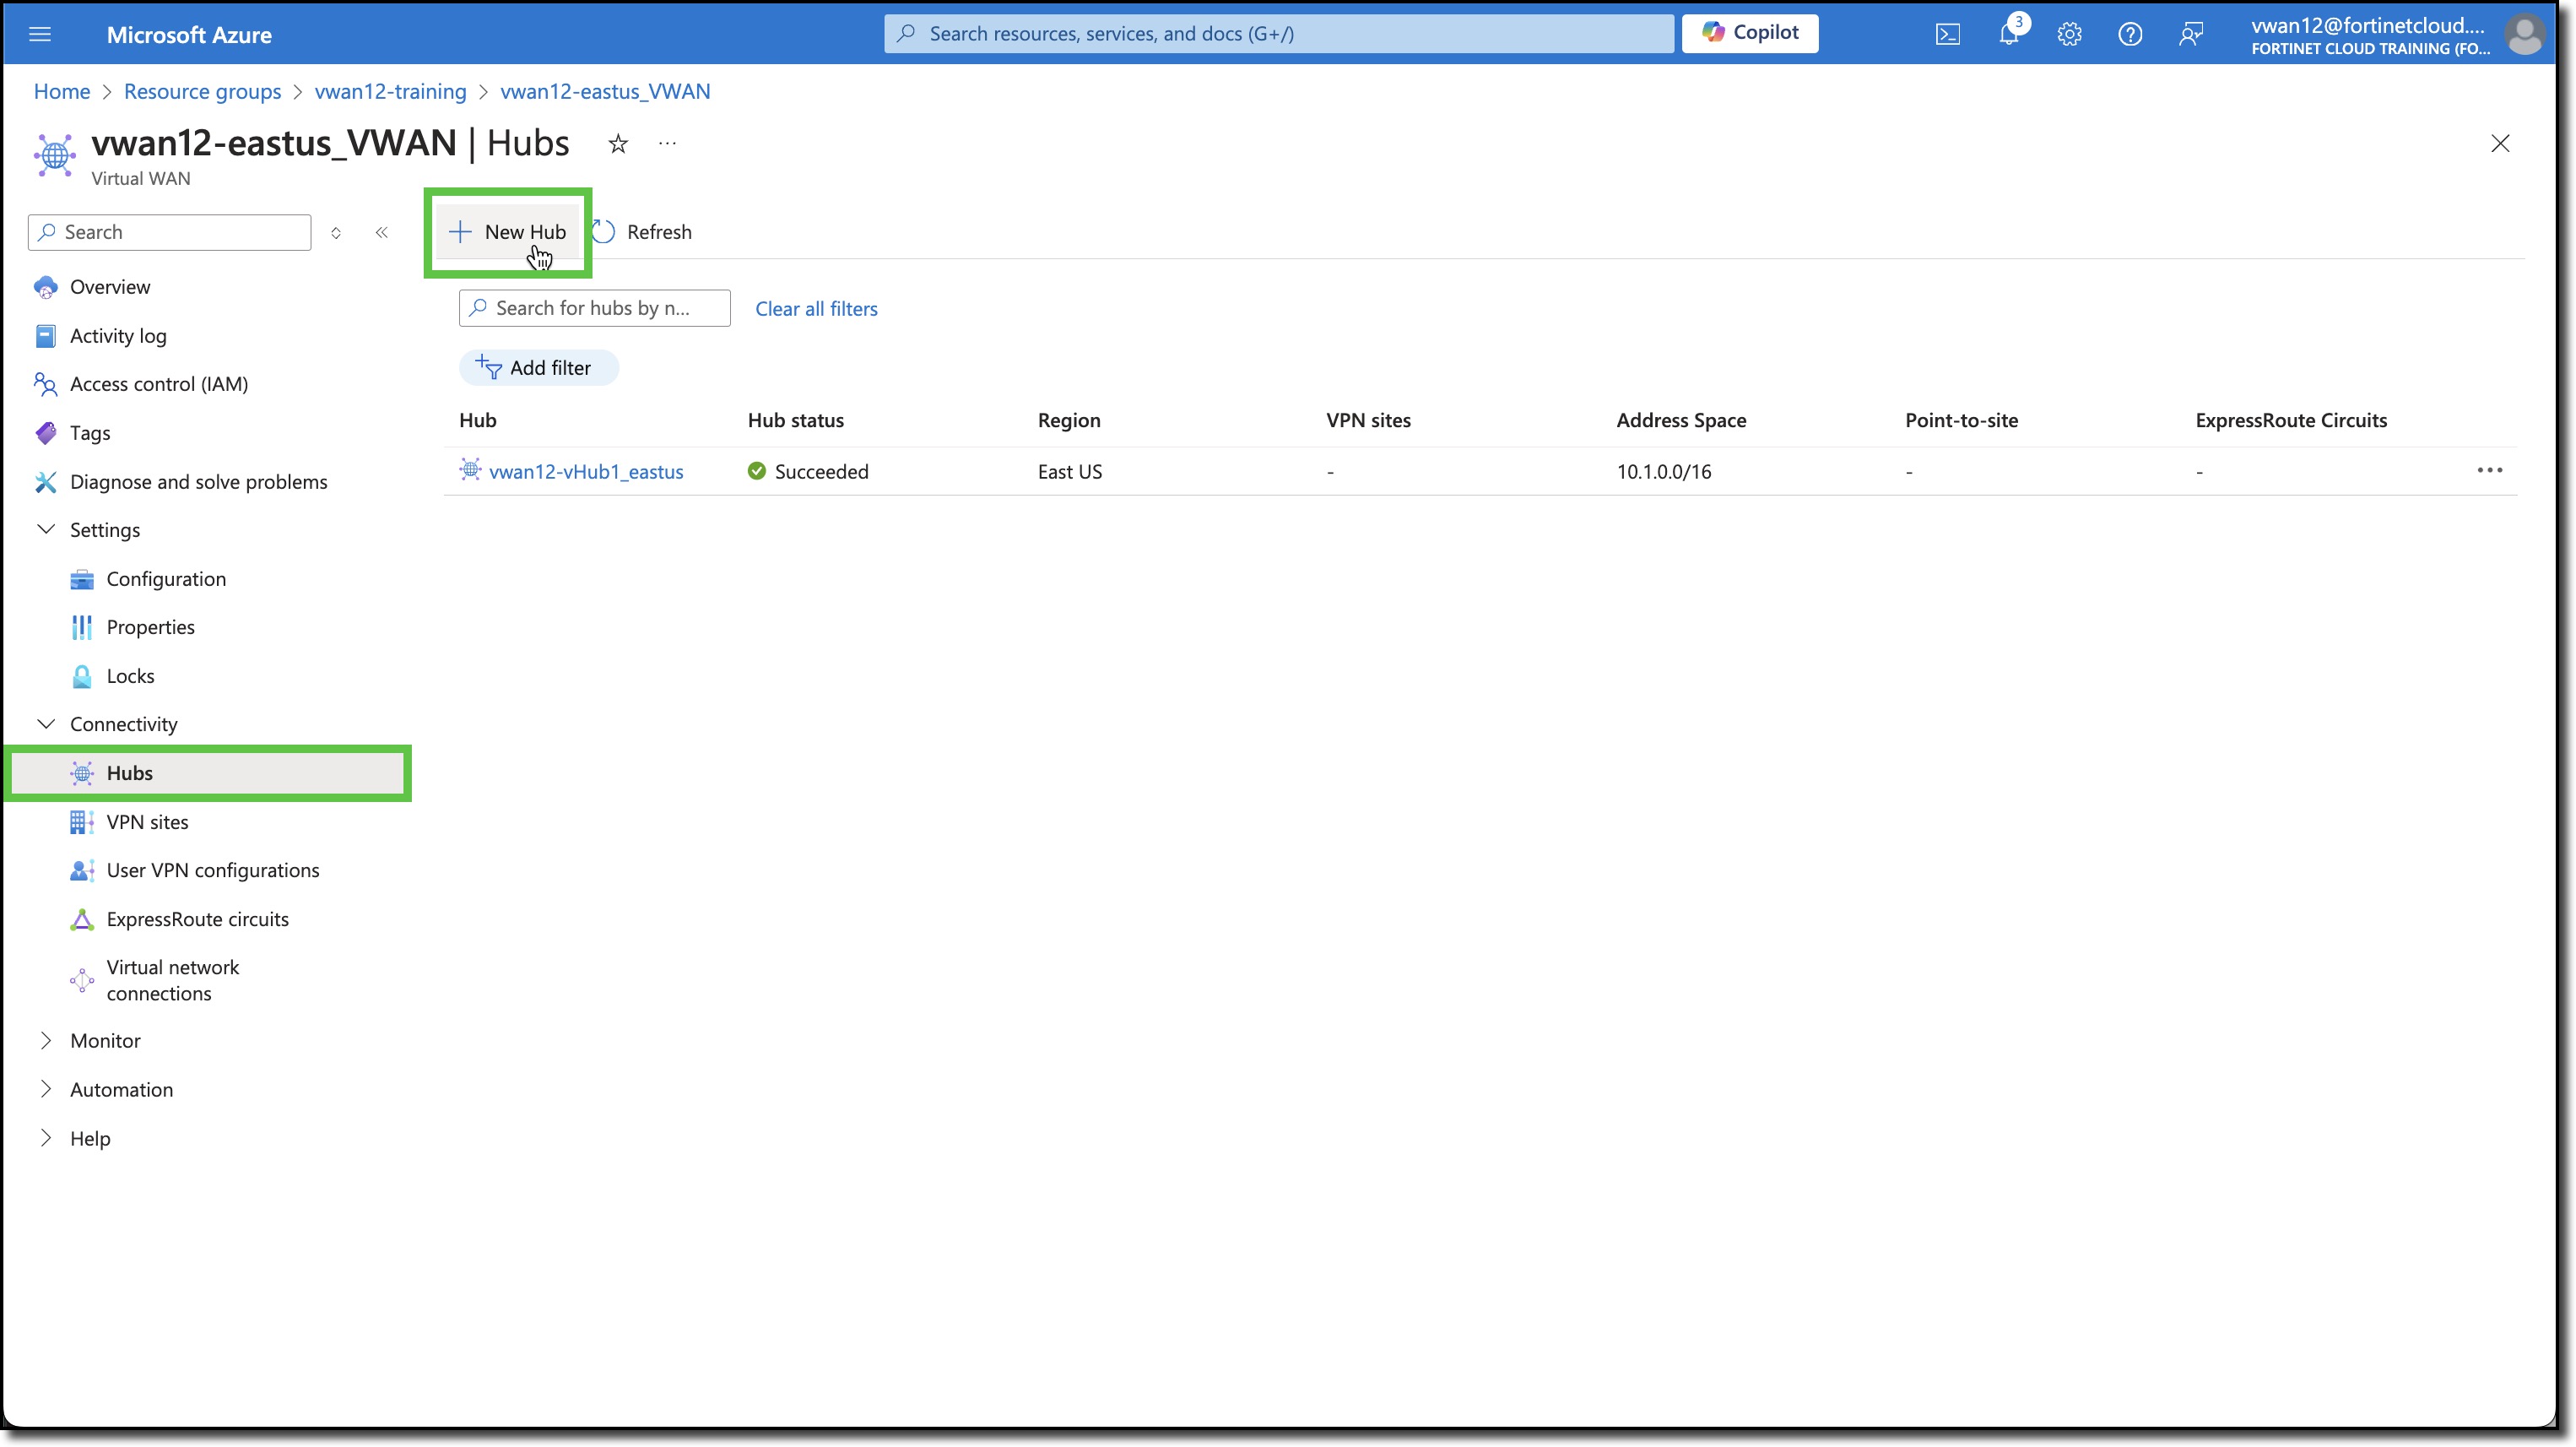 Microsoft Azure
Search resources, services, and docs (G+/)
Copilot
3
vwan12@fortinetcloud....
FORTINET CLOUD TRAINING (FO...
Home > Resource groups > vwan12-training > vwan12-eastus_VWAN
vwan12-eastus_VWAN | Hubs
Virtual WAN
Search
New Hub
Refresh
Overview
Activity log
Access control (IAM)
Tags
Diagnose and solve problems
Settings
Configuration
Properties
Locks
Connectivity
Hubs
VPN sites
User VPN configurations
ExpressRoute circuits
Virtual network
connections
Monitor
Automation
Help
Search for hubs by n...
Clear all filters
Add filter
Hub Hub status Region VPN sites Address Space Point-to-site ExpressRoute Circuits
vwan12-vHub1_eastus Succeeded East US - 10.1.0.0/16 - -